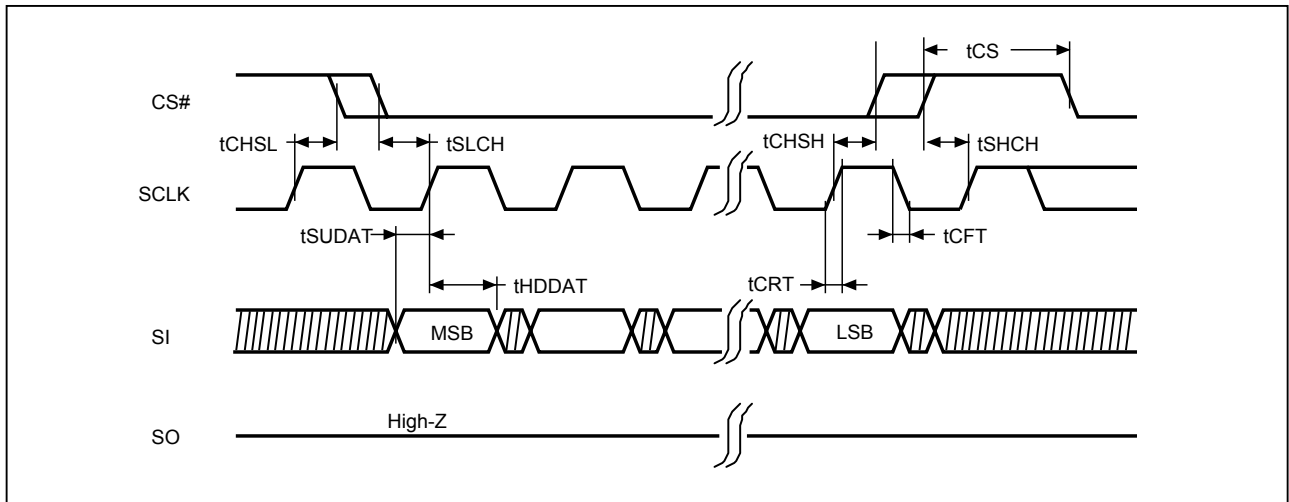 tCS
CS#
tCHSL
tSLCH
tCHSH
tSHCH
SCLK
tSUDAT
tCFT
tHDDAT
tCRT
SI
MSB
LSB
High-Z
SO